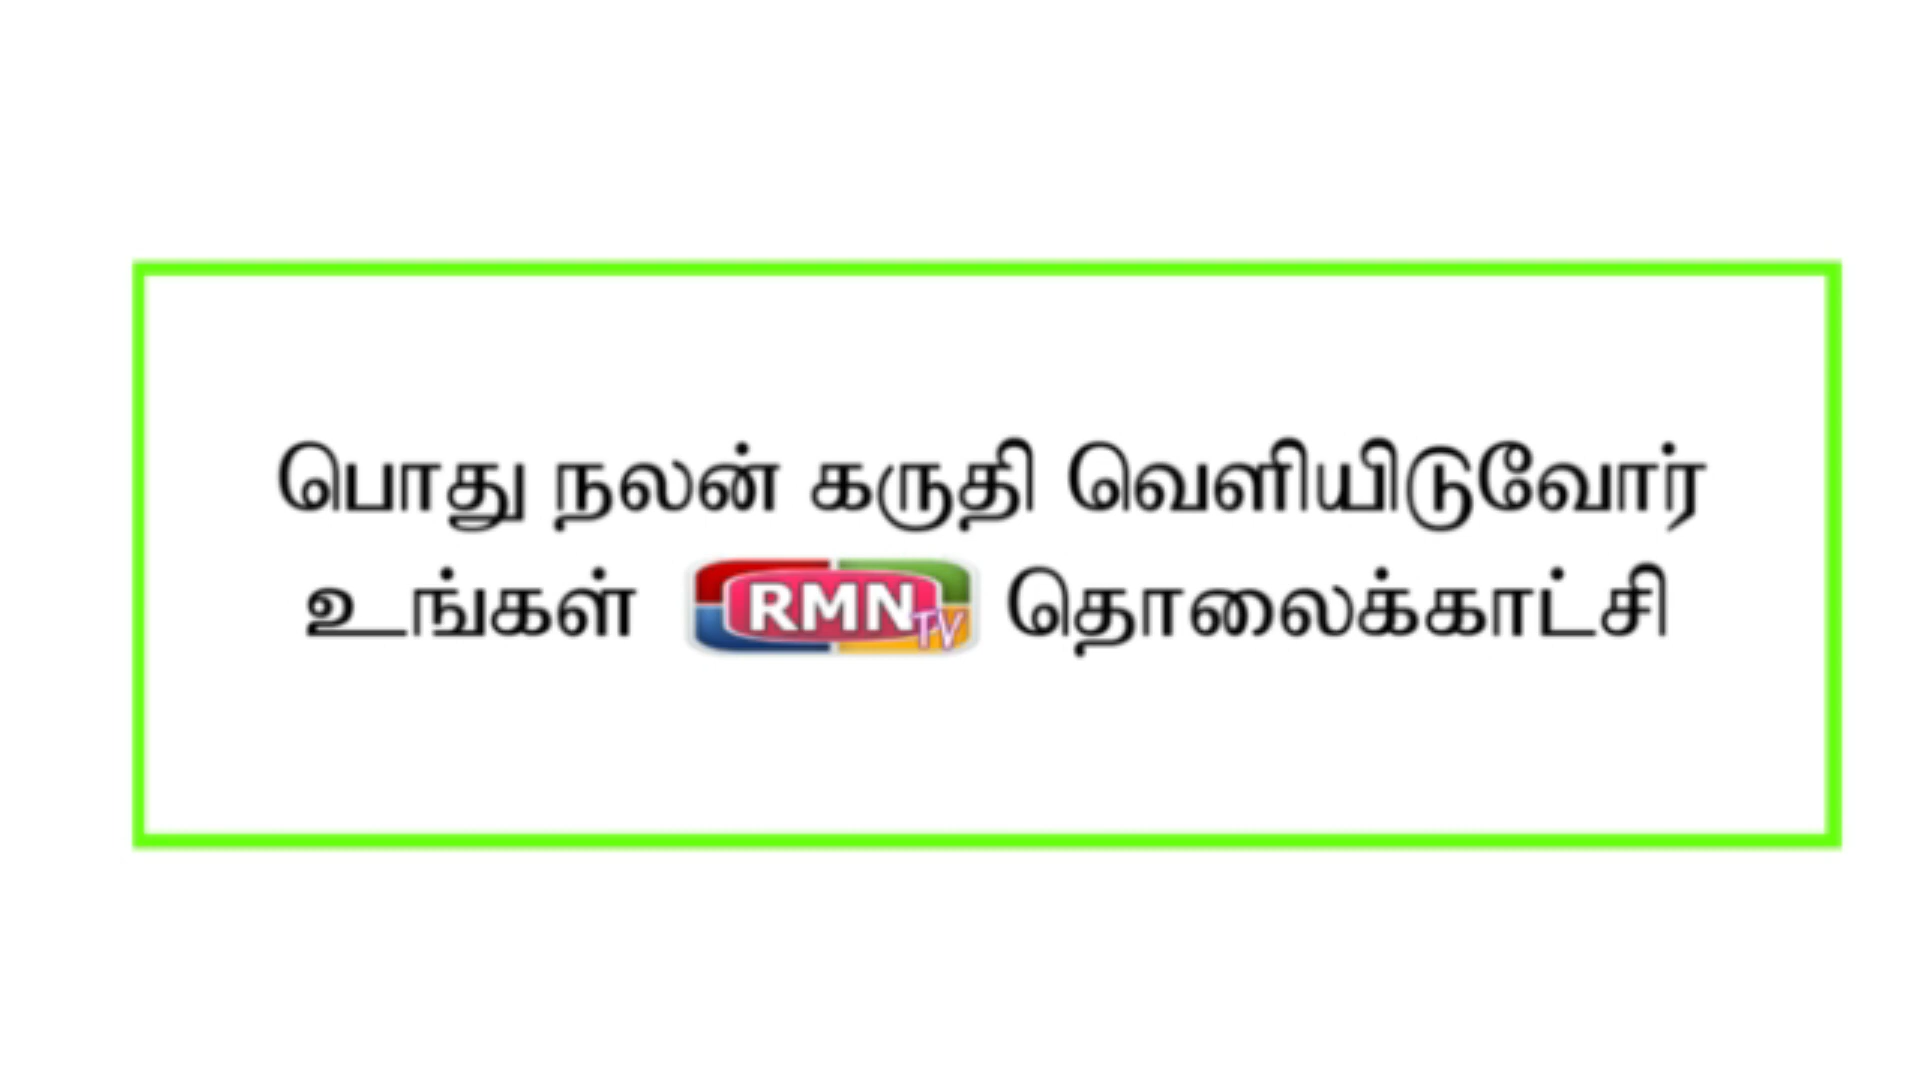 பொது நலன் கருதி வெளியிடுவோர்
உங்கள் RMN TV தொலைக்காட்சி